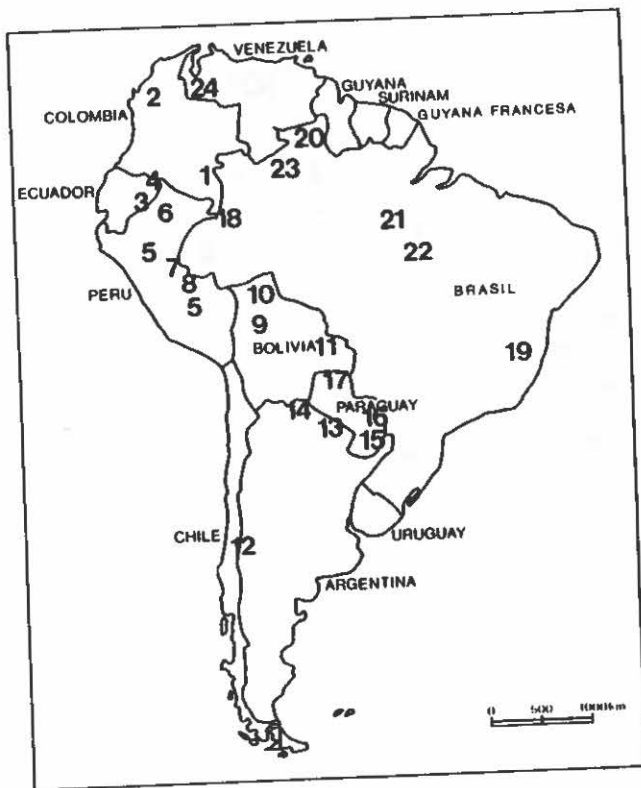 VENEZUELA
24
2
GUYANA
SURINAM
COLOMBIA
GUYANA FRANCESA
20
23
1
4
ECUADOR
3
6
18
21
22
5
7
8
PERU
5
10
BRASIL
9
BOLIVIA
11
19
17
14
PARAGUAY
16
13
15
CHILE
12
URUGUAY
ARGENTINA
0 500 1000km